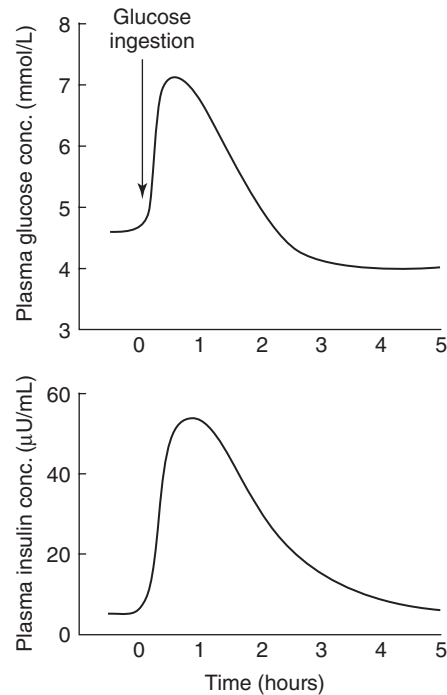 Glucose
ingestion
Plasma glucose conc. (mmol/L)
8
7
6
5
4
3
0 1 2 3 4 5
Plasma insulin conc. (μU/mL)
60
40
20
0
0 1 2 3 4 5
Time (hours)